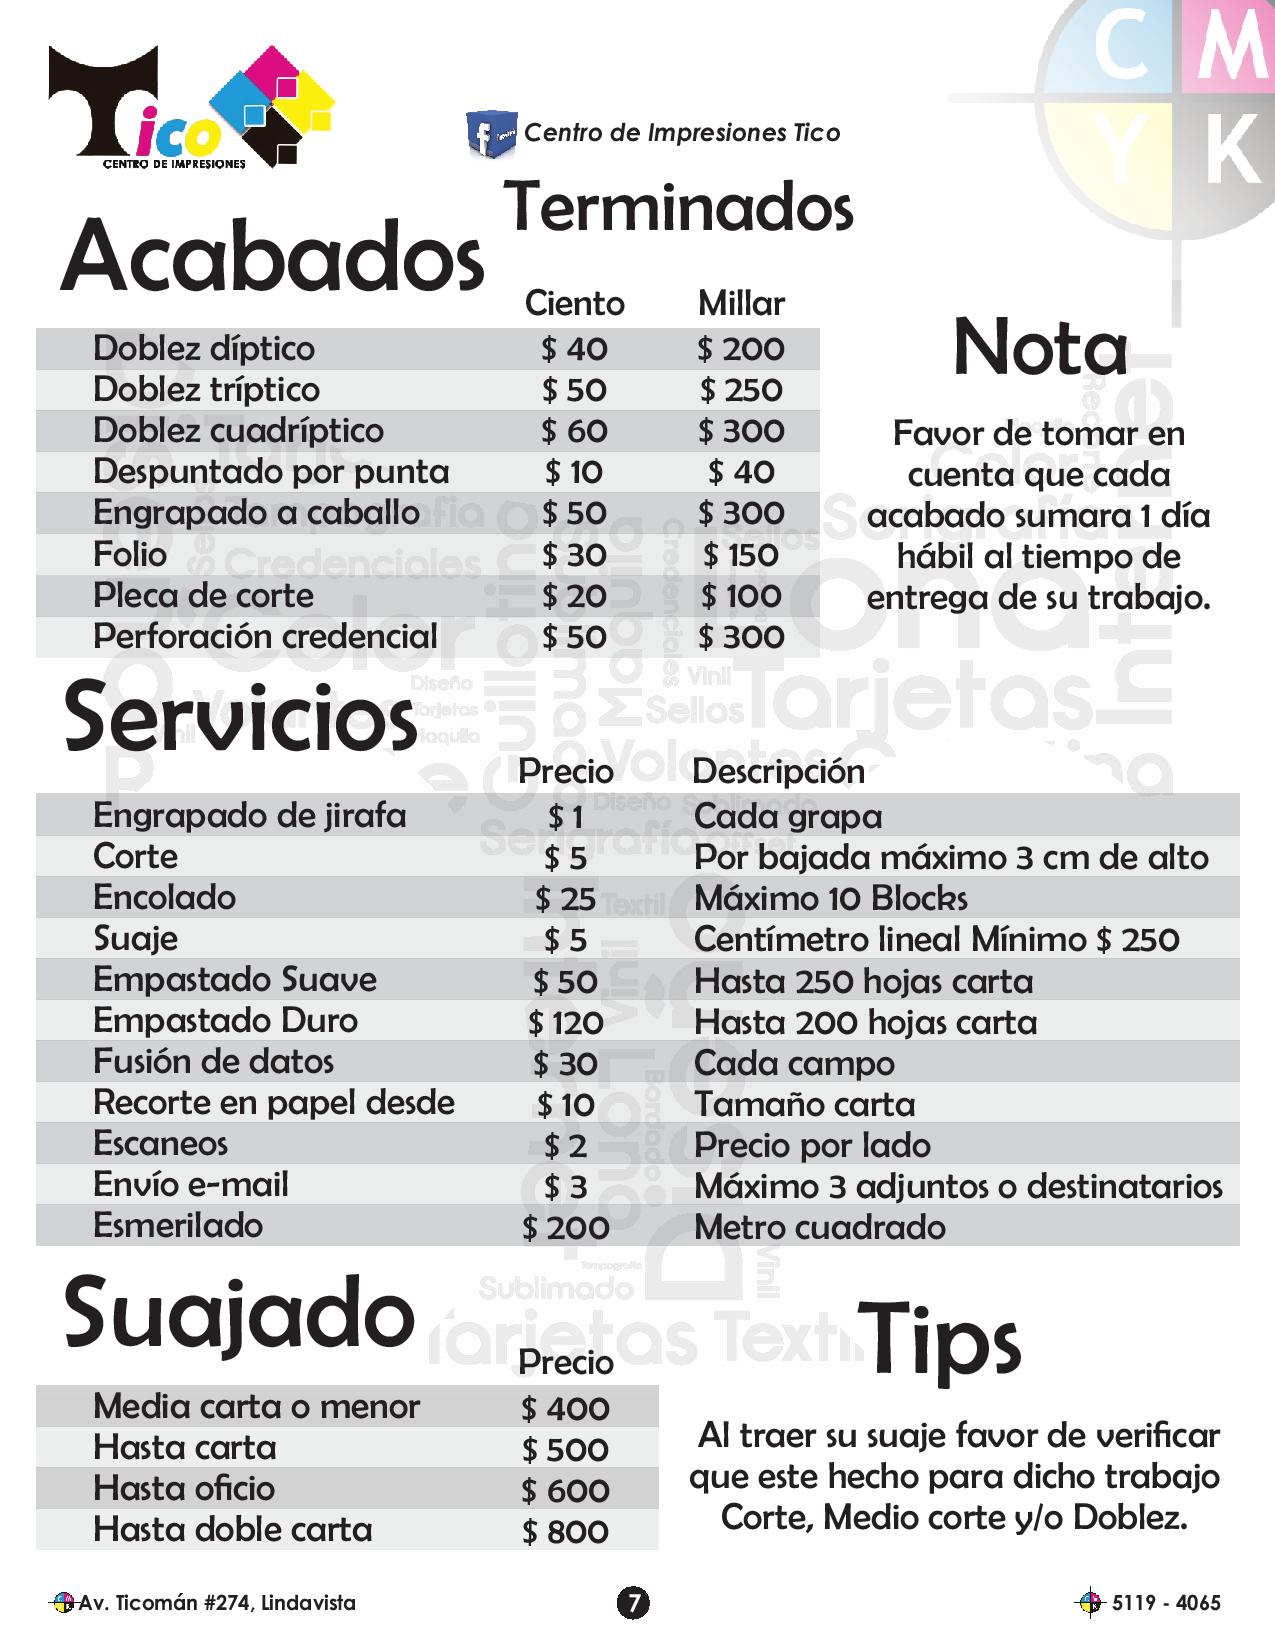 Tico
CENTRO DE IMPRESIONES
f Centro de Impresiones Tico
C M
Y K
Terminados
Acabados
Ciento Millar
Doblez díptico $ 40 $ 200
Doblez tríptico $ 50 $ 250
Doblez cuadríptico $ 60 $ 300
Despuntado por punta $ 10 $ 40
Engrapado a caballo $ 50 $ 300
Folio $ 30 $ 150
Pleca de corte $ 20 $ 100
Perforación credencial $ 50 $ 300
Nota
Favor de tomar en
cuenta que cada
acabado sumara 1 día
hábil al tiempo de
entrega de su trabajo.
Servicios
Precio Descripción
Engrapado de jirafa $ 1 Cada grapa
Corte $ 5 Por bajada máximo 3 cm de alto
Encolado $ 25 Máximo 10 Blocks
Suaje $ 5 Centímetro lineal Mínimo $ 250
Empastado Suave $ 50 Hasta 250 hojas carta
Empastado Duro $ 120 Hasta 200 hojas carta
Fusión de datos $ 30 Cada campo
Recorte en papel desde $ 10 Tamaño carta
Escaneos $ 2 Precio por lado
Envío e-mail $ 3 Máximo 3 adjuntos o destinatarios
Esmerilado $ 200 Metro cuadrado
Suajado
Precio
Media carta o menor $ 400
Hasta carta $ 500
Hasta oficio $ 600
Hasta doble carta $ 800
Tips
Al traer su suaje favor de verificar
que este hecho para dicho trabajo
Corte, Medio corte y/o Doblez.
Av. Ticomán #274, Lindavista
7
5119 - 4065